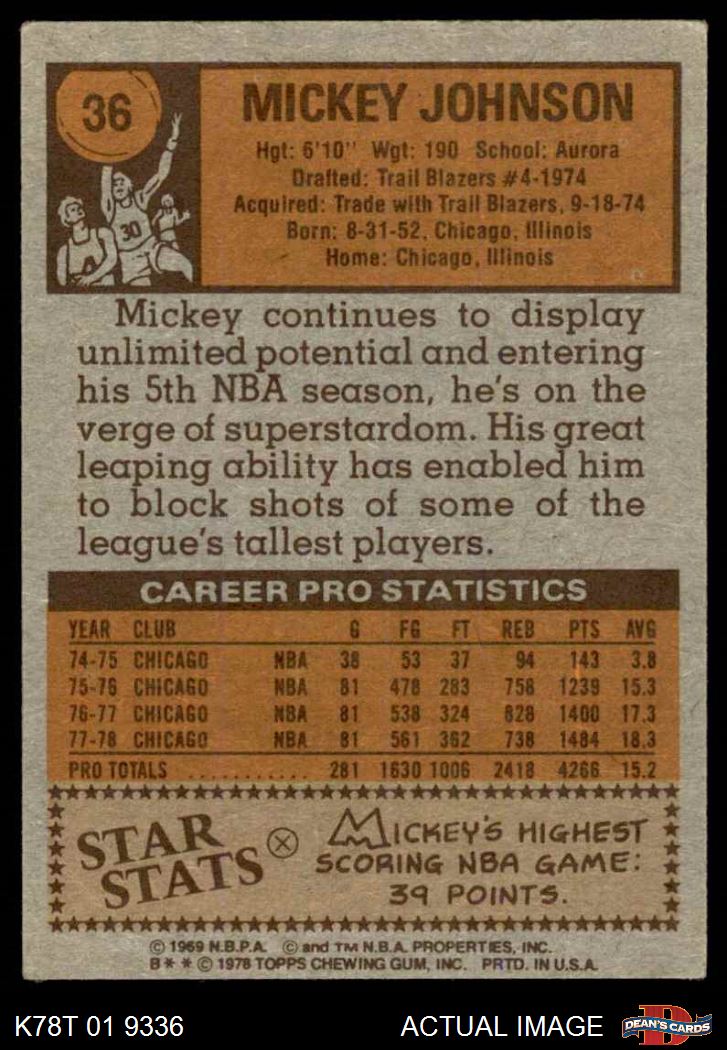 36
MICKEY JOHNSON
Hgt: 6'10" Wgt: 190 School: Aurora
Drafted: Trail Blazers #4-1974
Acquired: Trade with Trail Blazers, 9-18-74
Born: 8-31-52, Chicago, Illinois
Home: Chicago, Illinois
30
Mickey continues to display
unlimited potential and entering
his 5th NBA season, he's on the
verge of superstardom. His great
leaping ability has enabled him
to block shots of some of the
league's tallest players.
CAREER PRO STATISTICS
YEAR CLUB G FG FT REB PTS AVG
74-75 CHICAGO NBA 38 53 37 94 143 3.8
75-76 CHICAGO NBA 81 478 283 758 1239 15.3
76-77 CHICAGO NBA 81 538 324 828 1400 17.3
77-78 CHICAGO NBA 81 561 362 738 1484 18.3
PRO TOTALS ........... 281 1630 1006 2418 4266 15.2
STAR
STATS
MICKEY'S HIGHEST
SCORING NBA GAME:
39 POINTS.
© 1969 N.B.P.A. © and TM N.B.A. PROPERTIES, INC.
B** © 1978 TOPPS CHEWING GUM, INC. PRTD. IN U.S.A.
K78T 01 9336
ACTUAL IMAGE
D
DEAN'S CARDS